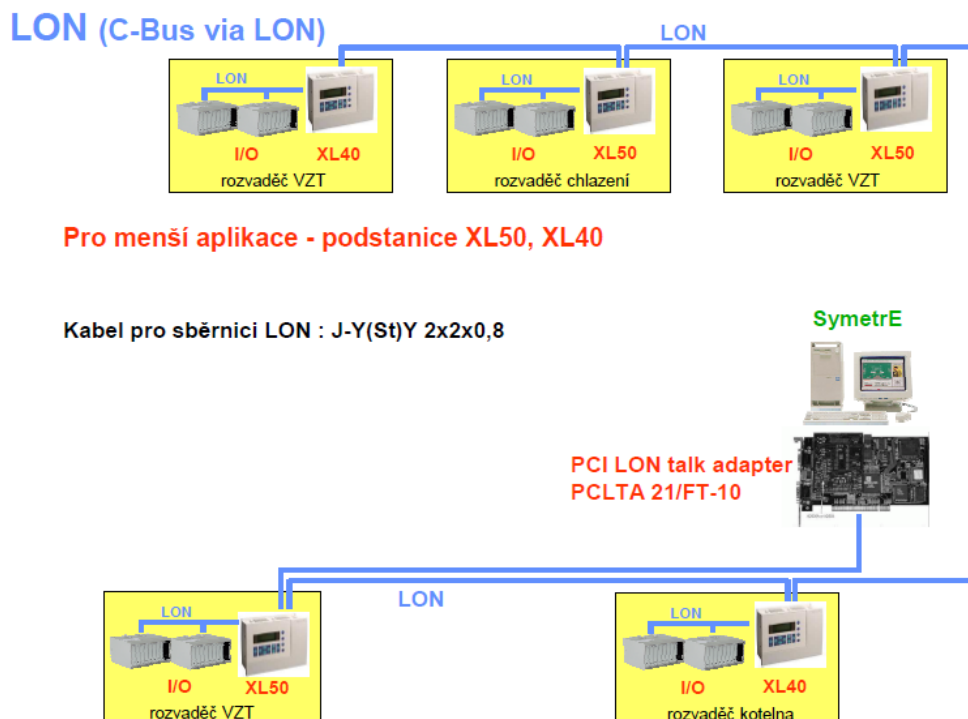 LON (C-Bus via LON)
LON
LON
LON
LON
I/O XL40
I/O XL50
I/O XL50
rozvaděč VZT
rozvaděč chlazení
rozvaděč VZT
Pro menší aplikace - podstanice XL50, XL40
Kabel pro sběrnici LON : J-Y(St)Y 2x2x0,8
SymetrE
PCI LON talk adapter
PCLTA 21/FT-10
LON
LON
LON
I/O XL50
I/O XL40
rozvaděč VZT
rozvaděč kotelna